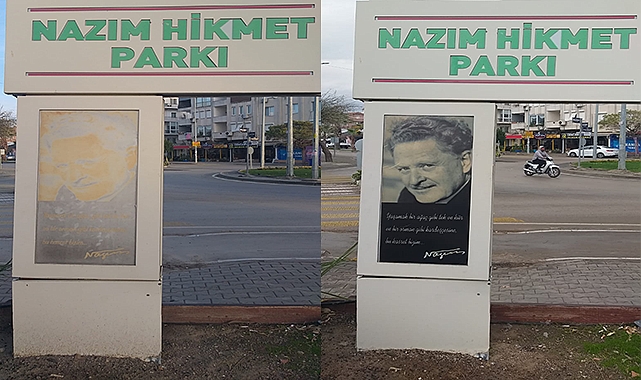 NAZIM HİKMET
PARKI
NAZIM HİKMET
PARKI
Yaşamak bir ağaç gibi tek ve hür
ve bir orman gibi kardeşçesine,
bu hasret bizim.
Nazım